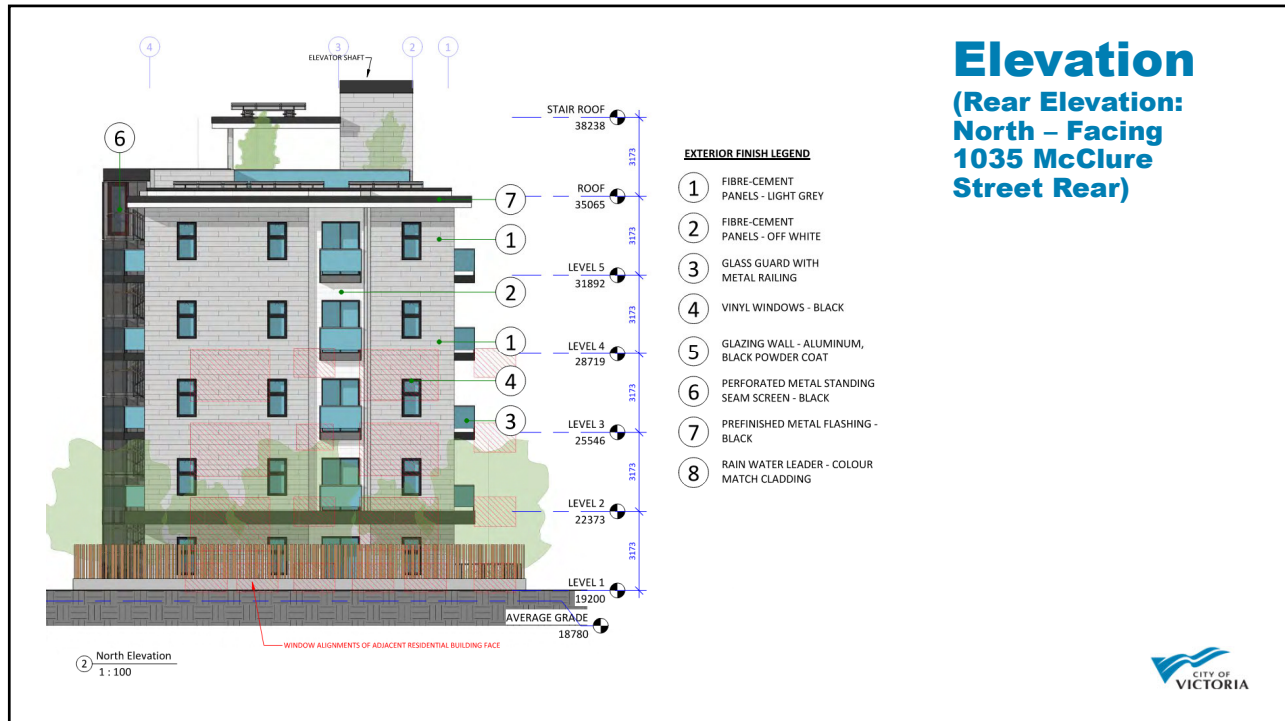 Elevation
(Rear Elevation:
North – Facing
1035 McClure
Street Rear)
4
3
2
1
ELEVATOR SHAFT
6
7
1
2
1
4
3
STAIR ROOF
38238
3173
ROOF
35065
3173
LEVEL 5
31892
3173
LEVEL 4
28719
3173
LEVEL 3
25546
3173
LEVEL 2
22373
3173
LEVEL 1
19200
AVERAGE GRADE
18780
WINDOW ALIGNMENTS OF ADJACENT RESIDENTIAL BUILDING FACE
2 North Elevation
1 : 100
EXTERIOR FINISH LEGEND
1 FIBRE-CEMENT
PANELS - LIGHT GREY
2 FIBRE-CEMENT
PANELS - OFF WHITE
3 GLASS GUARD WITH
METAL RAILING
4 VINYL WINDOWS - BLACK
5 GLAZING WALL - ALUMINUM,
BLACK POWDER COAT
6 PERFORATED METAL STANDING
SEAM SCREEN - BLACK
7 PREFINISHED METAL FLASHING -
BLACK
8 RAIN WATER LEADER - COLOUR
MATCH CLADDING
CITY OF
VICTORIA